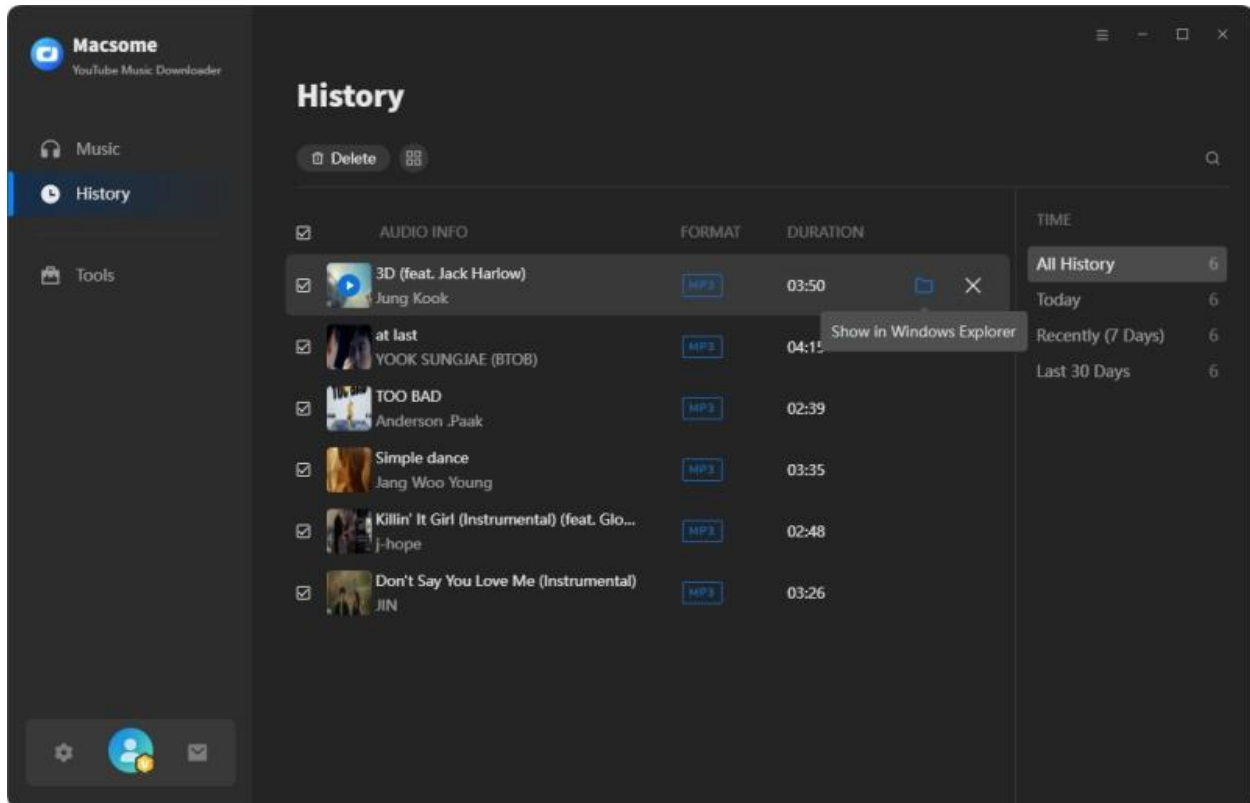 Macsome
YouTube Music Downloader
Music
History
Tools
History
Delete
AUDIO INFO FORMAT DURATION
3D (feat. Jack Harlow)
Jung Kook
MP3
03:50
Show in Windows Explorer
at last
YOOK SUNGJAE (BTOB)
MP3
04:15
TOO BAD
Anderson .Paak
MP3
02:39
Simple dance
Jang Woo Young
MP3
03:35
Killin' It Girl (Instrumental) (feat. Glo...
j-hope
MP3
02:48
Don't Say You Love Me (Instrumental)
JIN
MP3
03:26
TIME
All History 6
Today 6
Recently (7 Days) 6
Last 30 Days 6